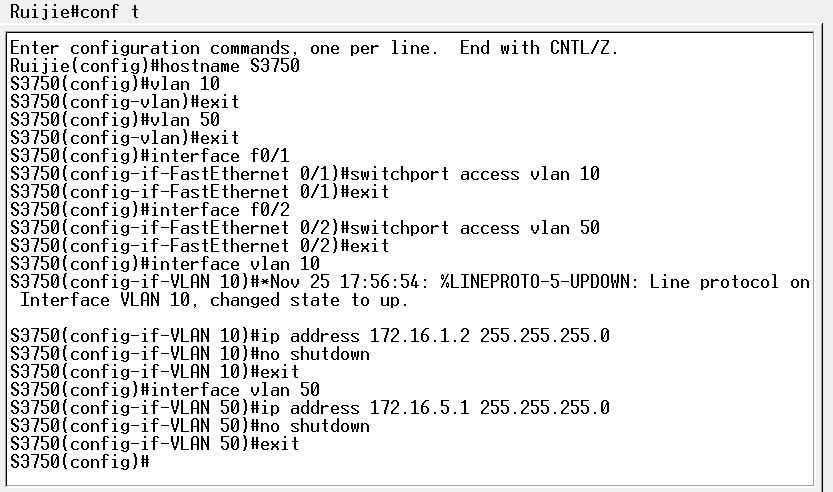 Ruijie#conf t
Enter configuration commands, one per line.  End with CNTL/Z.
Ruijie(config)#hostname S3750
S3750(config)#vlan 10
S3750(config-vlan)#exit
S3750(config)#vlan 50
S3750(config-vlan)#exit
S3750(config)#interface f0/1
S3750(config-if-FastEthernet 0/1)#switchport access vlan 10
S3750(config-if-FastEthernet 0/1)#exit
S3750(config)#interface f0/2
S3750(config-if-FastEthernet 0/2)#switchport access vlan 50
S3750(config-if-FastEthernet 0/2)#exit
S3750(config)#interface vlan 10
S3750(config-if-VLAN 10)#*Nov 25 17:56:54: %LINEPROTO-5-UPDOWN: Line protocol on
 Interface VLAN 10, changed state to up.
S3750(config-if-VLAN 10)#ip address 172.16.1.2 255.255.255.0
S3750(config-if-VLAN 10)#no shutdown
S3750(config-if-VLAN 10)#exit
S3750(config)#interface vlan 50
S3750(config-if-VLAN 50)#ip address 172.16.5.1 255.255.255.0
S3750(config-if-VLAN 50)#no shutdown
S3750(config-if-VLAN 50)#exit
S3750(config)#